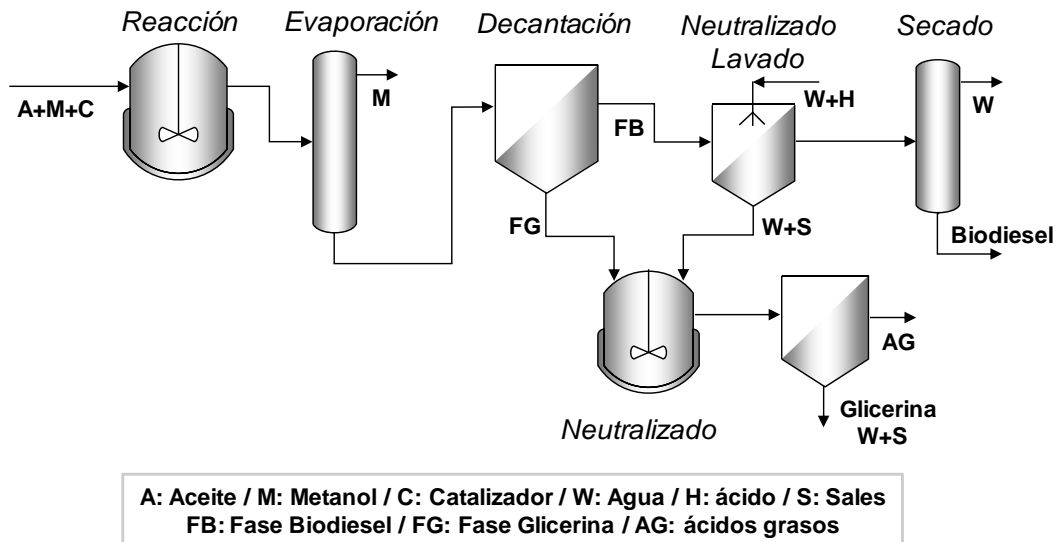 Reacción
Evaporación
Decantación
Neutralizado
Lavado
Secado
A+M+C
M
FB
W+H
W
FG
W+S
Biodiesel
AG
Glicerina
W+S
Neutralizado
A: Aceite / M: Metanol / C: Catalizador / W: Agua / H: ácido / S: Sales
FB: Fase Biodiesel / FG: Fase Glicerina / AG: ácidos grasos